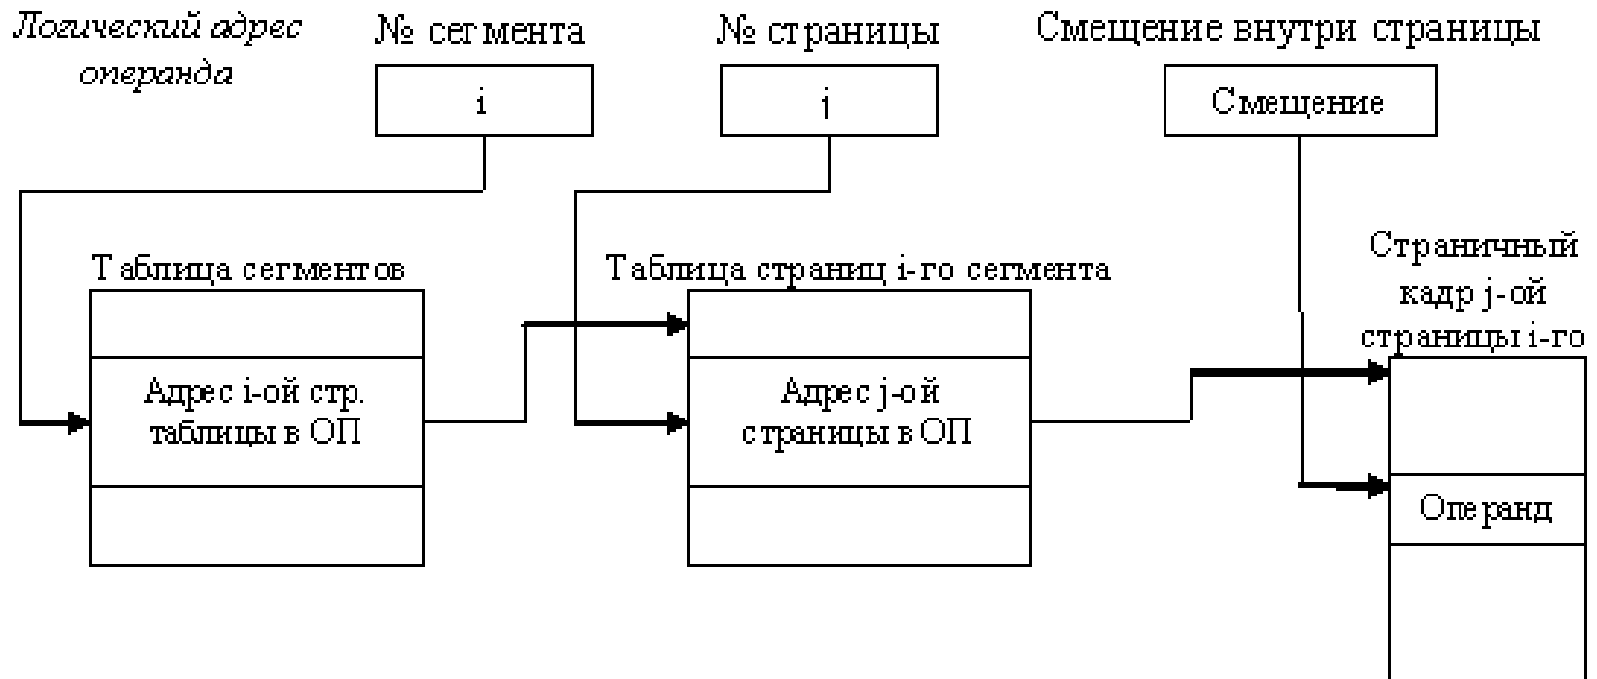 Логический адрес
операнда
№ сегмента
№ страницы
Смещение внутри страницы
i
j
Смещение
Таблица сегментов
Таблица страниц i-го сегмента
Страничный
кадр j-ой
страницы i-го
Адрес i-ой стр.
таблицы в ОП
Адрес j-ой
страницы в ОП
Операнд